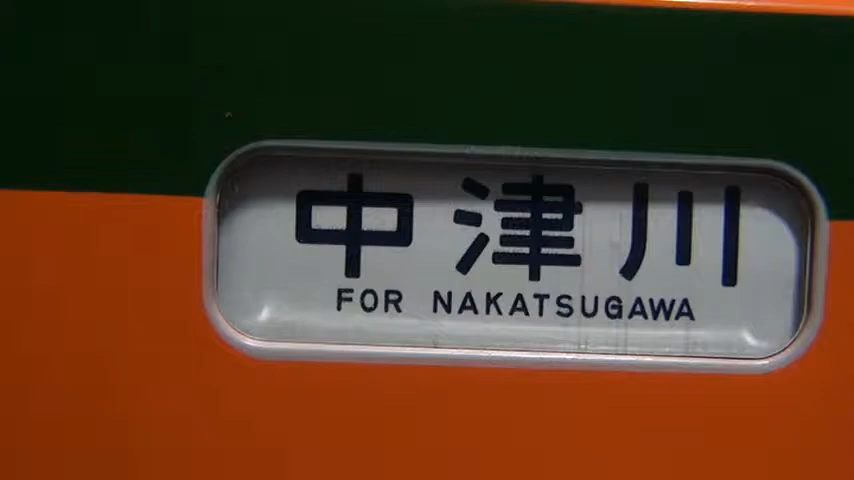 中津川
FOR NAKATSUGAWA